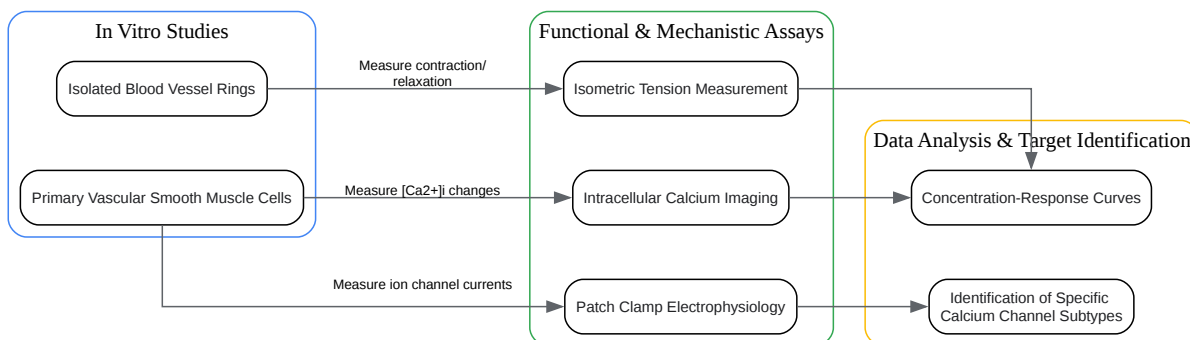 In Vitro Studies
Functional & Mechanistic Assays
Measure contraction/
relaxation
Isolated Blood Vessel Rings
Isometric Tension Measurement
Data Analysis & Target Identification
Primary Vascular Smooth Muscle Cells
Measure [Ca2+]i changes
Intracellular Calcium Imaging
Concentration-Response Curves
Measure ion channel currents
Patch Clamp Electrophysiology
Identification of Specific
Calcium Channel Subtypes